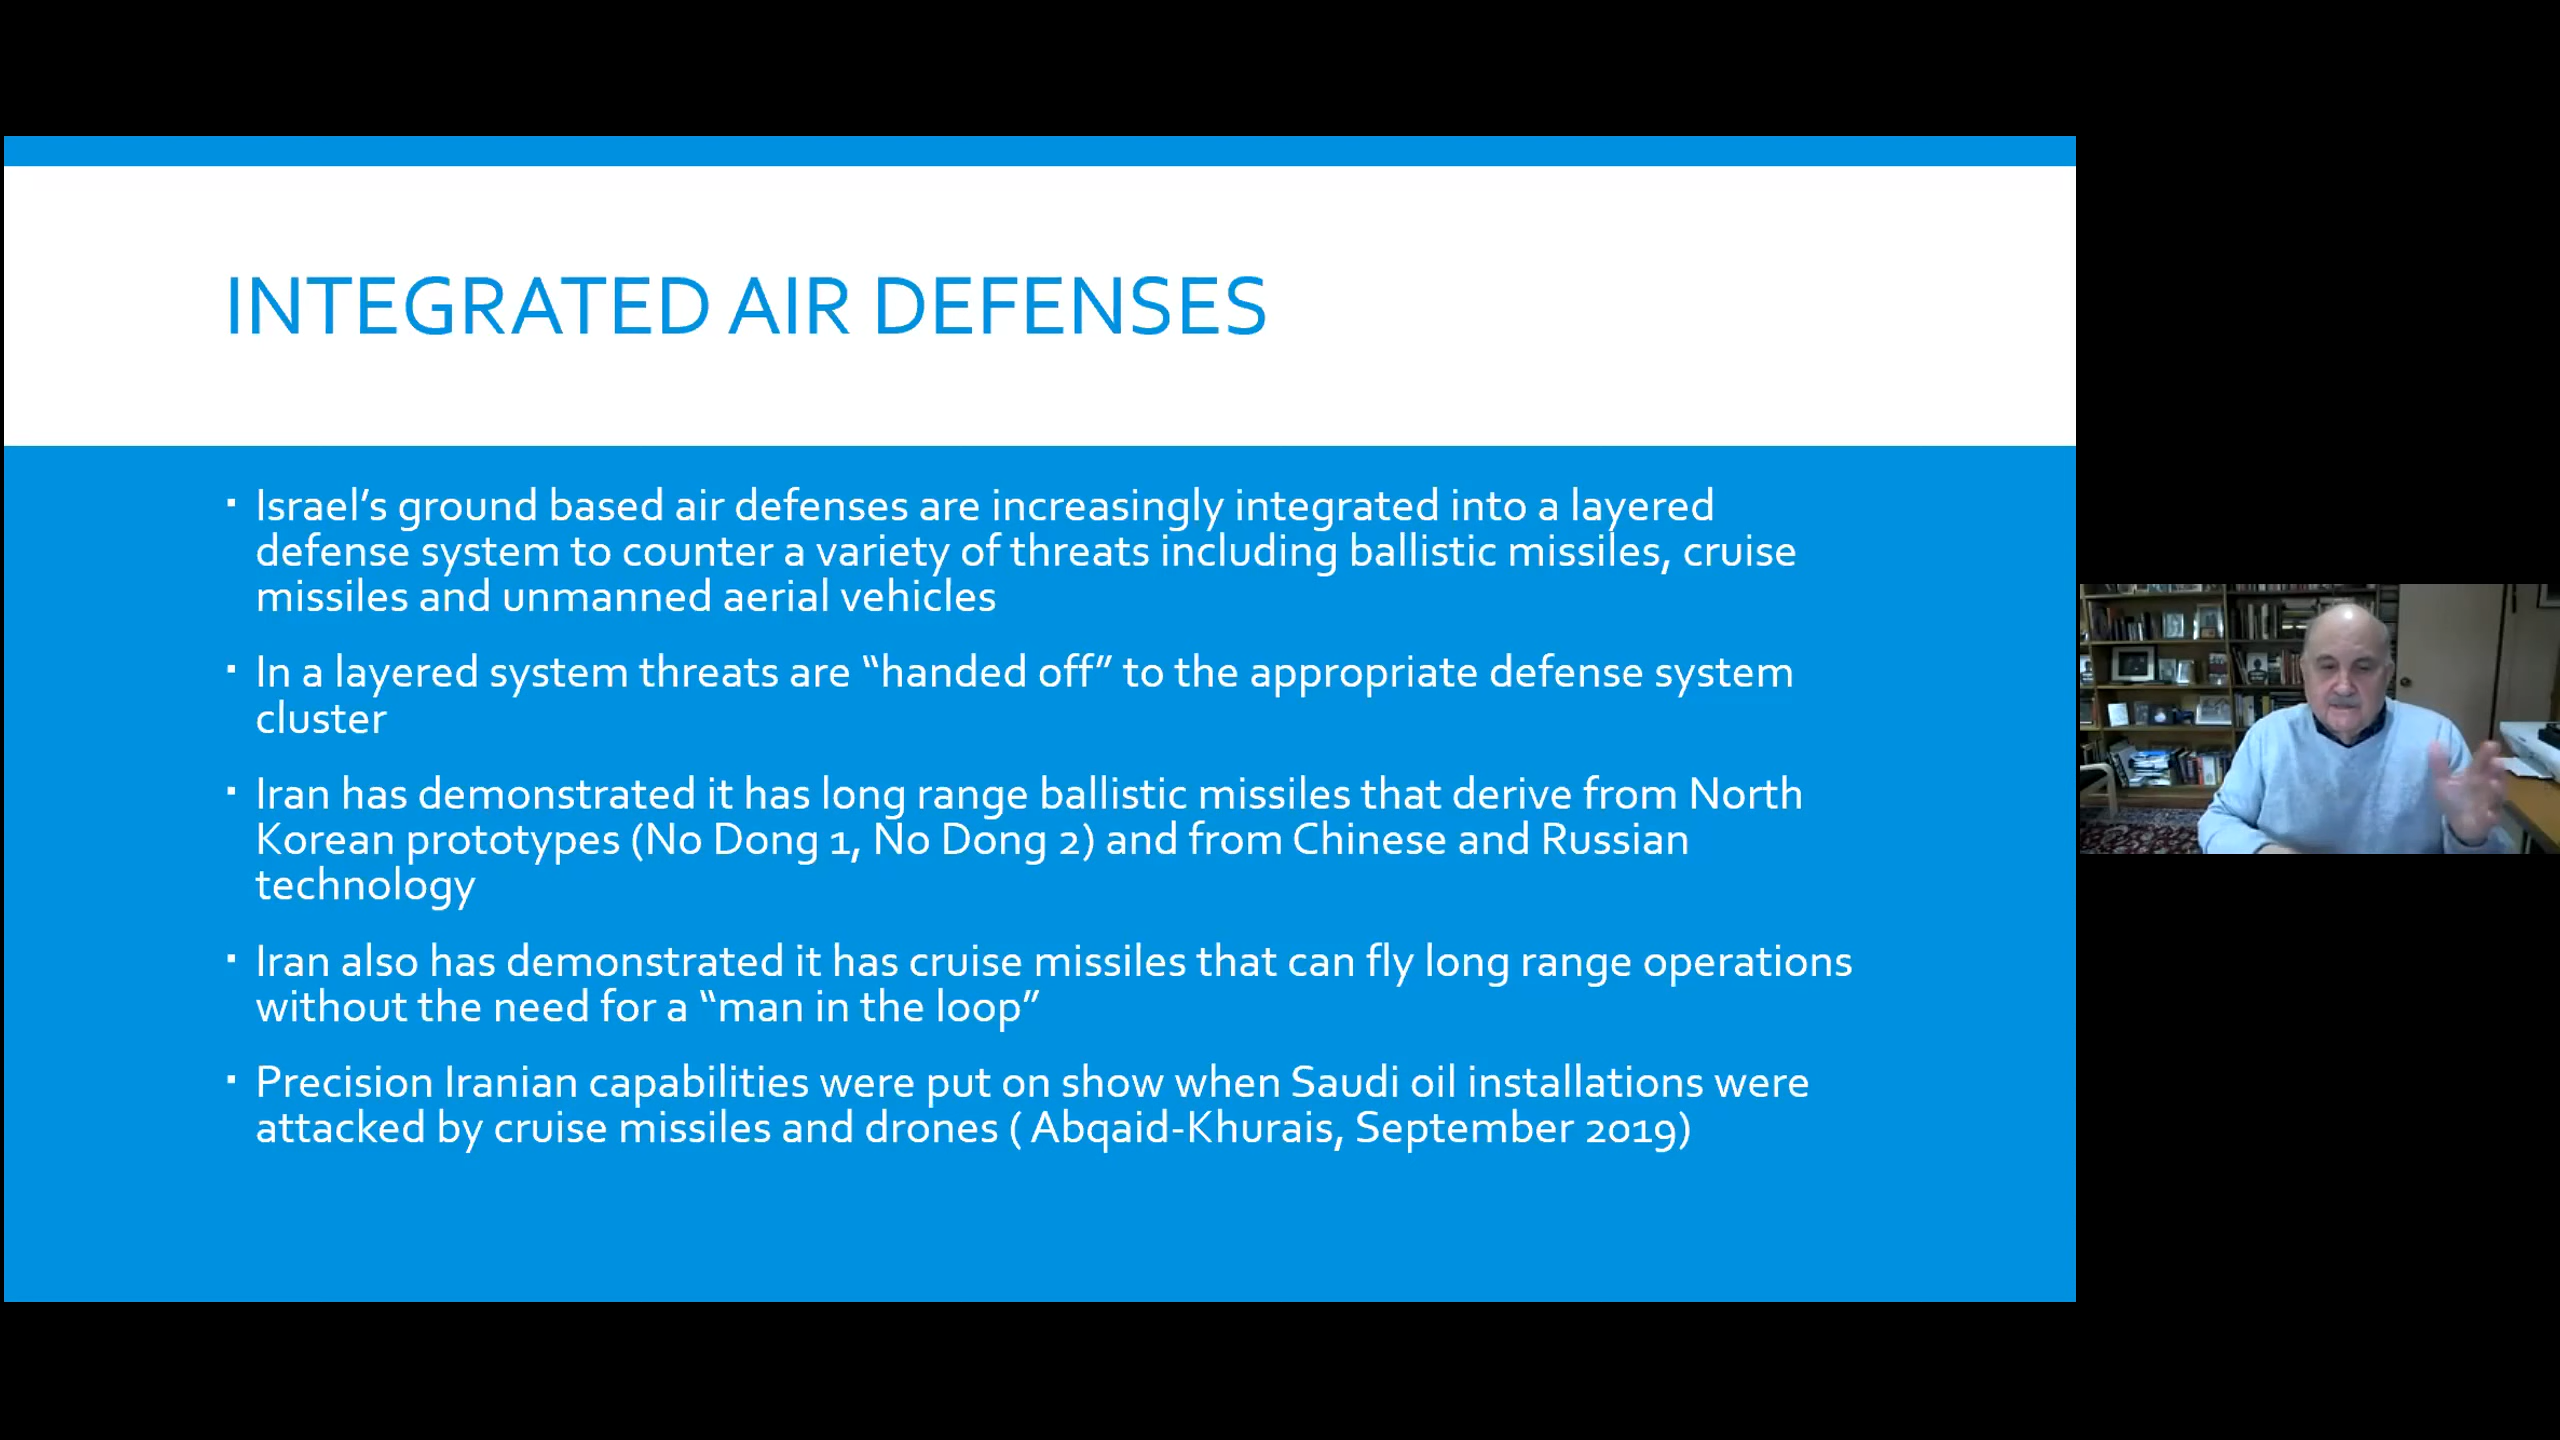 INTEGRATED AIR DEFENSES
▪ Israel’s ground based air defenses are increasingly integrated into a layered
defense system to counter a variety of threats including ballistic missiles, cruise
missiles and unmanned aerial vehicles
▪ In a layered system threats are “handed off” to the appropriate defense system
cluster
▪ Iran has demonstrated it has long range ballistic missiles that derive from North
Korean prototypes (No Dong 1, No Dong 2) and from Chinese and Russian
technology
▪ Iran also has demonstrated it has cruise missiles that can fly long range operations
without the need for a “man in the loop”
▪ Precision Iranian capabilities were put on show when Saudi oil installations were
attacked by cruise missiles and drones ( Abqaid-Khurais, September 2019)